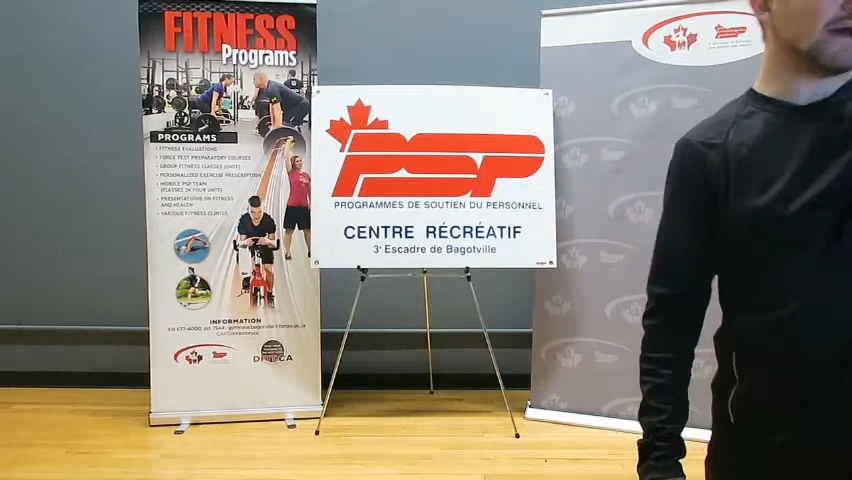 FITNESS
Programs
PROGRAMS
• FITNESS EVALUATIONS
• FORCE TEST PREPARATORY COURSES
• GROUP FITNESS CLASSES (UNIT)
• PERSONALIZED EXERCISE PRESCRIPTION
• MOBILE PSP TEAM
(CLASSES IN YOUR UNIT)
• PRESENTATIONS ON FITNESS
AND HEALTH
• VARIOUS FITNESS CLINICS
INFORMATION
PSP
PROGRAMMES DE SOUTIEN DU PERSONNEL
CENTRE RÉCRÉATIF
3e Escadre de Bagotville